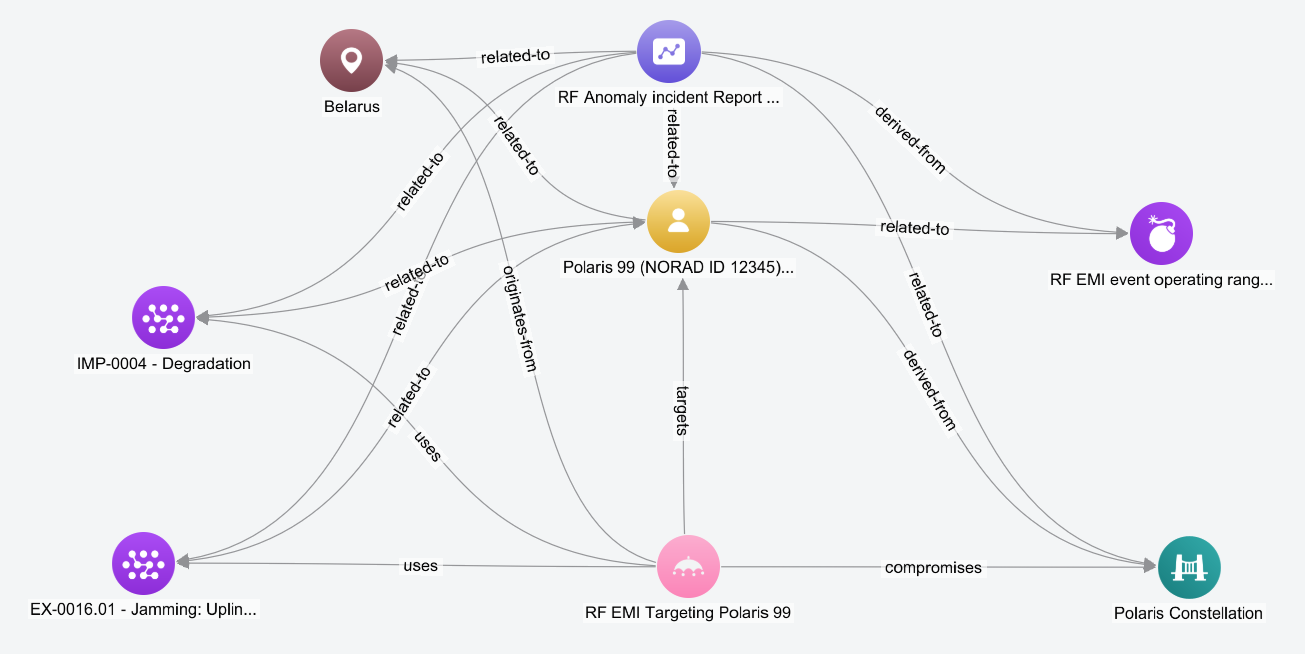 related-to
Belarus
RF Anomaly incident Report ...
related-to
related-to
derived-from
related-to
related-to
Polaris 99 (NORAD ID 12345)...
RF EMI event operating rang...
related-to
related-to
originates-from
related-to
IMP-0004 - Degradation
derived-from
related-to
targets
uses
uses
compromises
EX-0016.01 - Jamming: Uplin...
RF EMI Targeting Polaris 99
Polaris Constellation